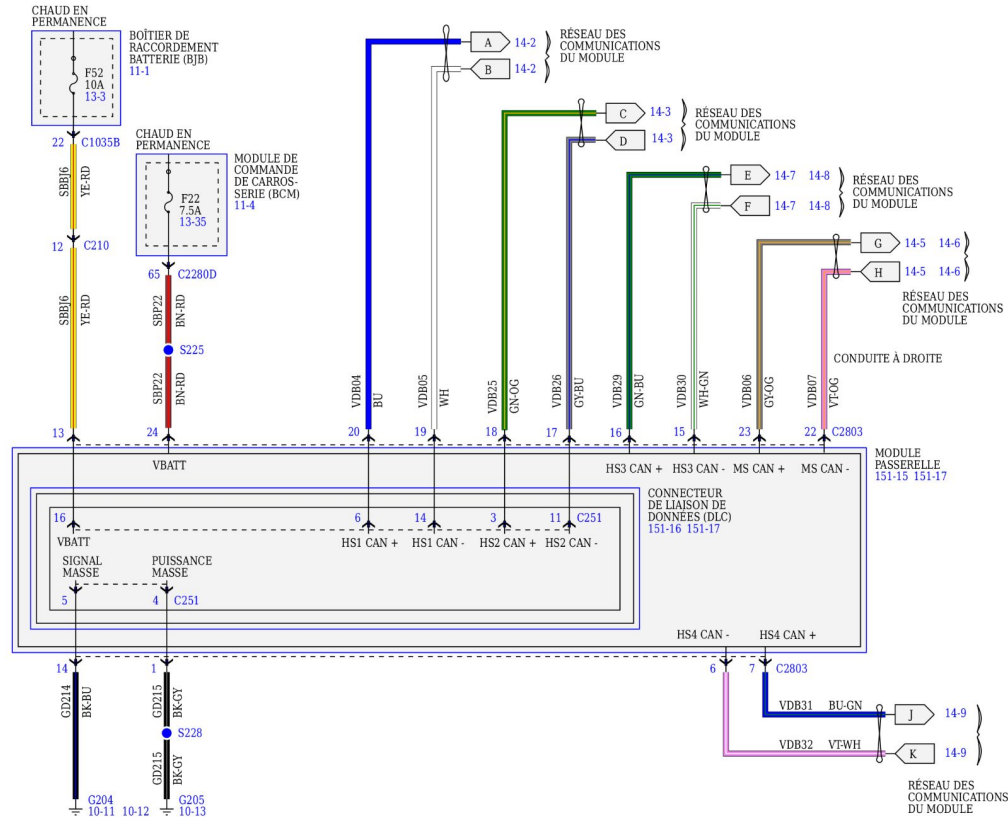 CHAUD EN
PERMANENCE
BOÎTIER DE
RACCORDEMENT
BATTERIE (BJB)
11-1
F52
10A
13-3
22 C1035B
SBBJ6 YE-RD
12 C210
SBBJ6 YE-RD
13
CHAUD EN
PERMANENCE
MODULE DE
COMMANDE
DE CARROS-
SERIE (BCM)
11-4
F22
7.5A
13-35
65 C2280D
SBP22 BN-RD
S225
SBP22 BN-RD
24
A 14-2
B 14-2
RÉSEAU DES
COMMUNICATIONS
DU MODULE
C 14-3
D 14-3
RÉSEAU DES
COMMUNICATIONS
DU MODULE
E 14-7 14-8
F 14-7 14-8
RÉSEAU DES
COMMUNICATIONS
DU MODULE
G 14-5 14-6
H 14-5 14-6
RÉSEAU DES
COMMUNICATIONS
DU MODULE
CONDUITE À DROITE
VDB04 BU
VDB05 WH
VDB25 GN-OG
VDB26 GY-BU
VDB29 GN-BU
VDB30 WH-GN
VDB06 GY-OG
VDB07 VT-OG
20 19 18 17 16 15 23 22 C2803
MODULE
PASSERELLE
151-15 151-17
VBATT
HS3 CAN + HS3 CAN - MS CAN + MS CAN -
CONNECTEUR
DE LIAISON DE
DONNÉES (DLC)
151-16 151-17
16 6 14 3 11 C251
VBATT HS1 CAN + HS1 CAN - HS2 CAN + HS2 CAN -
SIGNAL
MASSE
PUISSANCE
MASSE
5 4 C251
HS4 CAN - HS4 CAN +
14 1 6 7 C2803
GD214 BK-BU
GD215 BK-GY
S228
GD215 BK-GY
G204
10-11 10-12
G205
10-13
VDB31 BU-GN
J 14-9
VDB32 VT-WH
K 14-9
RÉSEAU DES
COMMUNICATIONS
DU MODULE